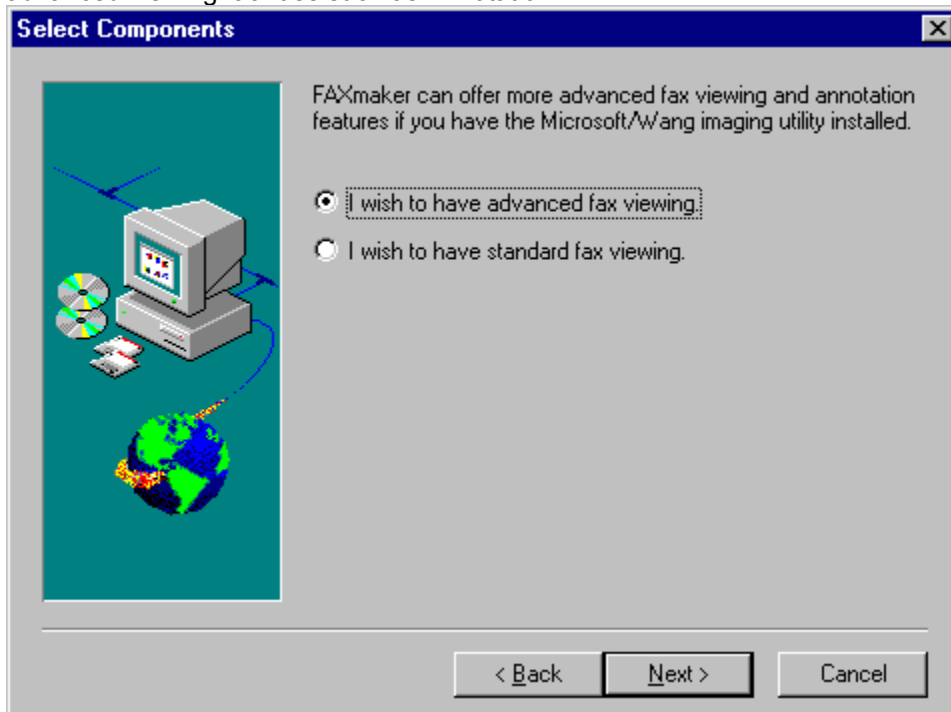 Select Components
FAXmaker can offer more advanced fax viewing and annotation
features if you have the Microsoft/Wang imaging utility installed.
I wish to have advanced fax viewing.
I wish to have standard fax viewing.
< Back
Next >
Cancel